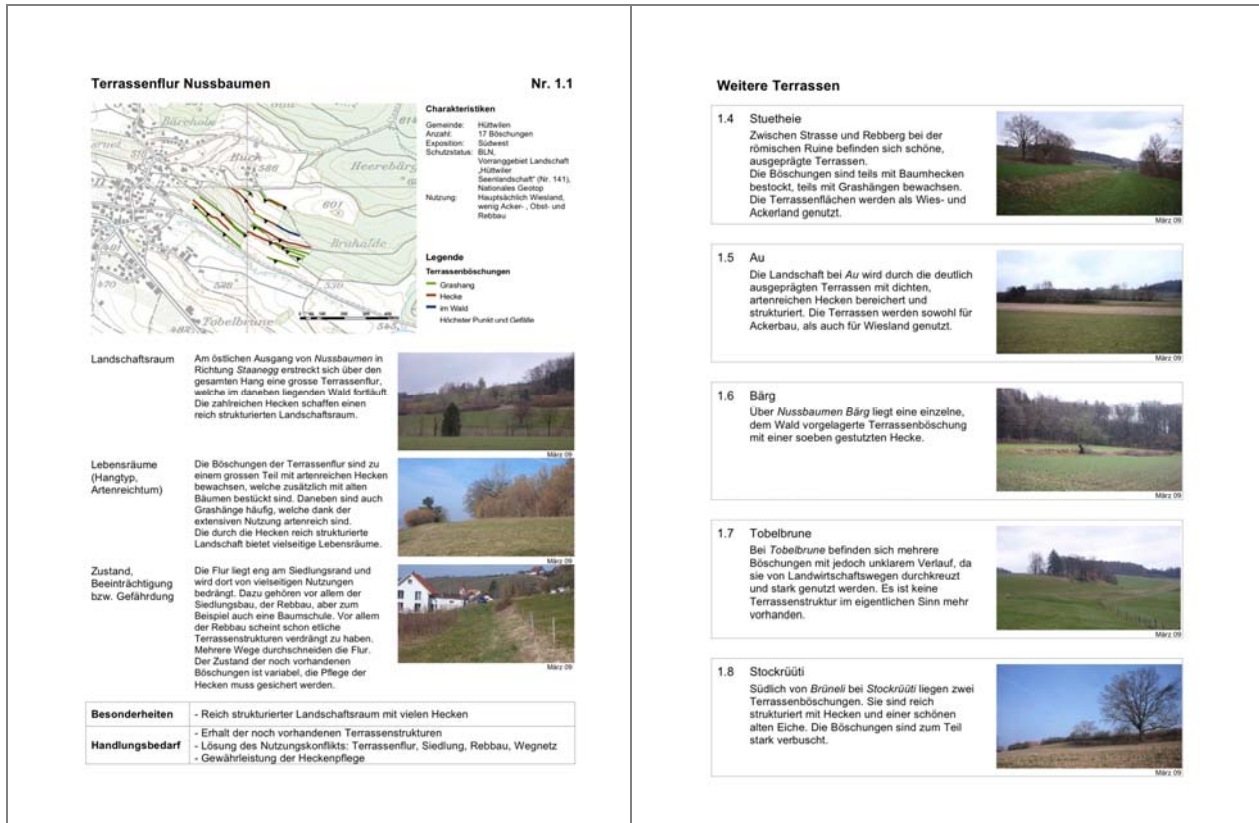 Terrassenflur Nussbaumen
Nr. 1.1
Bärcholn
Buck
586
Heerebärg
614
601
Bruhalde
510
491
470
526
530
Tobelbrune
487
545
Charakteristiken
Gemeinde: Hüttwilen
Anzahl: 17 Böschungen
Exposition: Südwest
Schutzstatus: BLN,
Vorranggebiet Landschaft
„Hüttwiler
Seenlandschaft" (Nr. 141),
Nationales Geotop
Nutzung: Hauptsächlich Wiesland,
wenig Acker- , Obst- und
Rebbau
Legende
Terrassenböschungen
Grashang
Hecke
im Wald
Höchster Punkt und Gefälle
Landschaftsraum
Am östlichen Ausgang von Nussbaumen in
Richtung Staanegg erstreckt sich über den
gesamten Hang eine grosse Terrassenflur,
welche im daneben liegenden Wald fortläuft.
Die zahlreichen Hecken schaffen einen
reich strukturierten Landschaftsraum.
März 09
Lebensräume
(Hangtyp,
Artenreichtum)
Die Böschungen der Terrassenflur sind zu
einem grossen Teil mit artenreichen Hecken
bewachsen, welche zusätzlich mit alten
Bäumen bestückt sind. Daneben sind auch
Grashänge häufig, welche dank der
extensiven Nutzung artenreich sind.
Die durch die Hecken reich strukturierte
Landschaft bietet vielseitige Lebensräume.
März 09
Zustand,
Beeinträchtigung
bzw. Gefährdung
Die Flur liegt eng am Siedlungsrand und
wird dort von vielseitigen Nutzungen
bedrängt. Dazu gehören vor allem der
Siedlungsbau, der Rebbau, aber zum
Beispiel auch eine Baumschule. Vor allem
der Rebbau scheint schon etliche
Terrassenstrukturen verdrängt zu haben.
Mehrere Wege durchschneiden die Flur.
Der Zustand der noch vorhandenen
Böschungen ist variabel, die Pflege der
Hecken muss gesichert werden.
März 09
Besonderheiten
- Reich strukturierter Landschaftsraum mit vielen Hecken
Handlungsbedarf
- Erhalt der noch vorhandenen Terrassenstrukturen
- Lösung des Nutzungskonflikts: Terrassenflur, Siedlung, Rebbau, Wegnetz
- Gewährleistung der Heckenpflege
Weitere Terrassen
1.4 Stuetheie
Zwischen Strasse und Rebberg bei der
römischen Ruine befinden sich schöne,
ausgeprägte Terrassen.
Die Böschungen sind teils mit Baumhecken
bestockt, teils mit Grashängen bewachsen.
Die Terrassenflächen werden als Wies- und
Ackerland genutzt.
März 09
1.5 Au
Die Landschaft bei Au wird durch die deutlich
ausgeprägten Terrassen mit dichten,
artenreichen Hecken bereichert und
strukturiert. Die Terrassen werden sowohl für
Ackerbau, als auch für Wiesland genutzt.
März 09
1.6 Bärg
Über Nussbaumen Bärg liegt eine einzelne,
dem Wald vorgelagerte Terrassenböschung
mit einer soeben gestutzten Hecke.
März 09
1.7 Tobelbrune
Bei Tobelbrune befinden sich mehrere
Böschungen mit jedoch unklarem Verlauf, da
sie von Landwirtschaftswegen durchkreuzt
und stark genutzt werden. Es ist keine
Terrassenstruktur im eigentlichen Sinn mehr
vorhanden.
März 09
1.8 Stockrüüti
Südlich von Brüneli bei Stockrüüti liegen zwei
Terrassenböschungen. Sie sind reich
strukturiert mit Hecken und einer schönen
alten Eiche. Die Böschungen sind zum Teil
stark verbuscht.
März 09